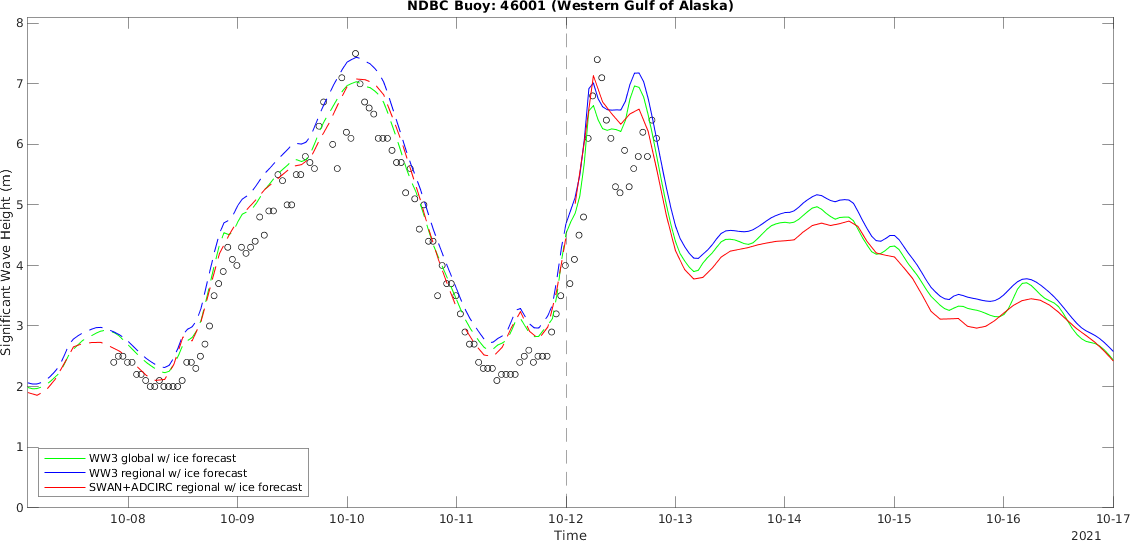 NDBC Buoy: 46001 (Western Gulf of Alaska)
8
7
6
5
4
3
2
1
0
Significant Wave Height (m)
WW3 global w/ ice forecast
WW3 regional w/ ice forecast
SWAN+ADCIRC regional w/ ice forecast
10-08 10-09 10-10 10-11 10-12 10-13 10-14 10-15 10-16 10-17
Time
2021